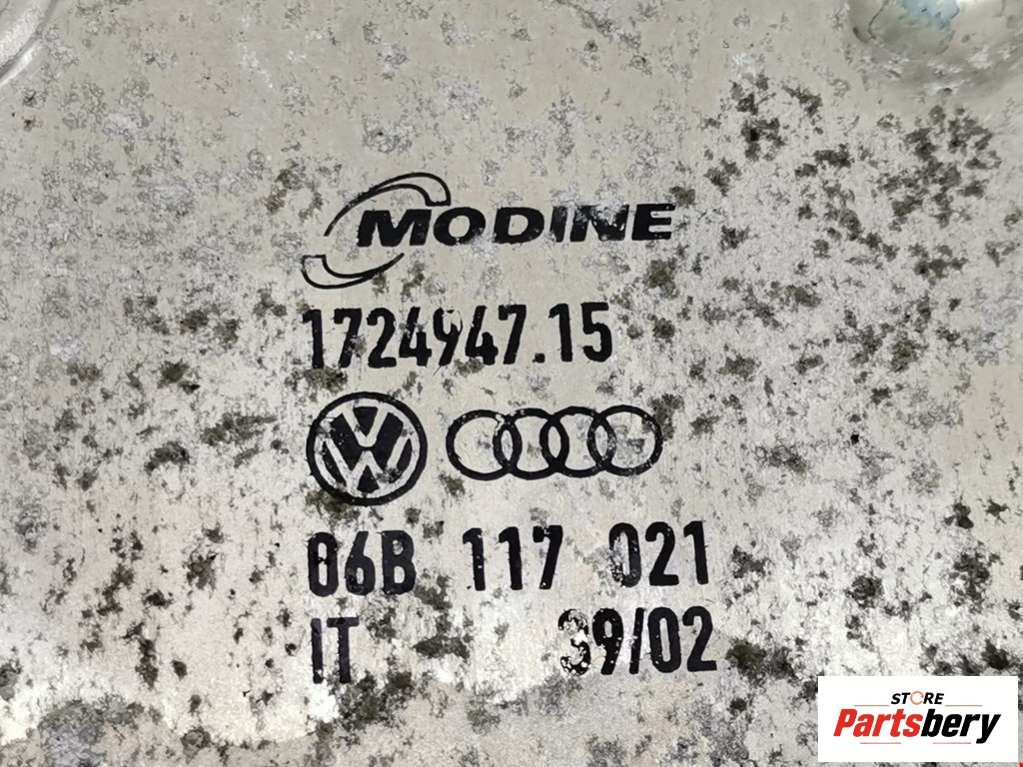 MODINE
1724947.15
06B 117 021
IT 39/02
STORE
Partsbery